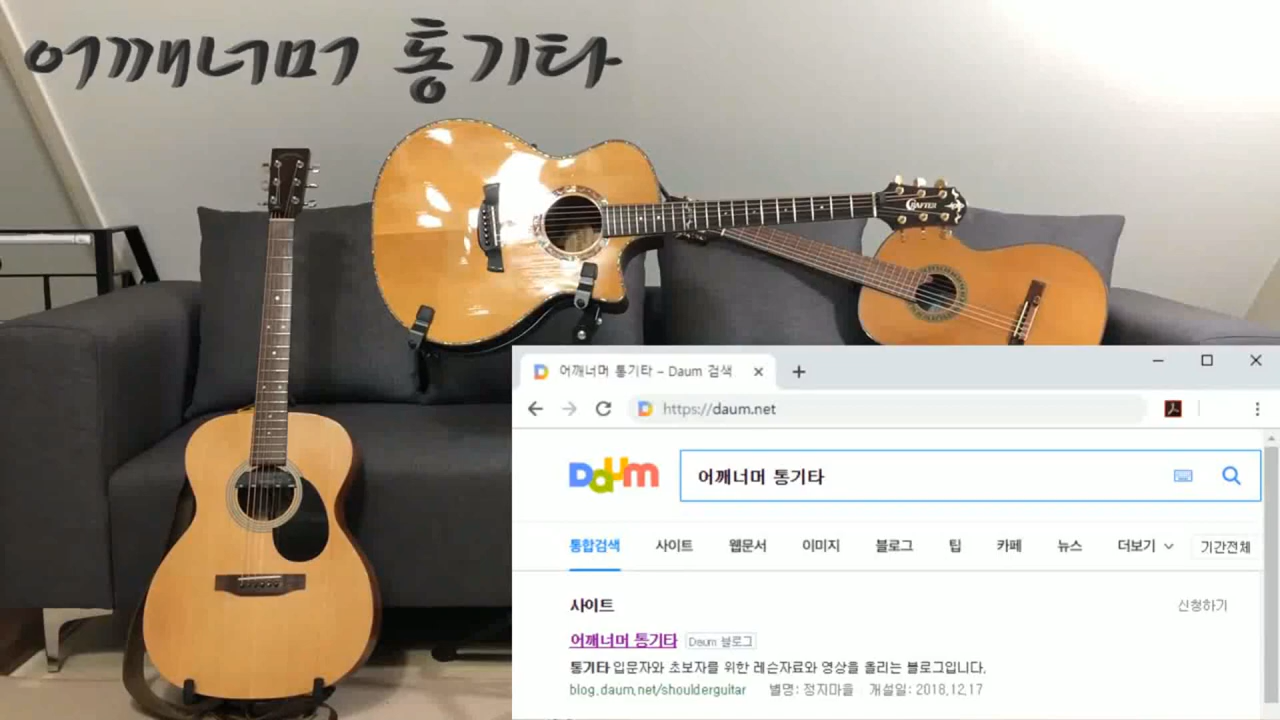 어깨너머 통기타
CRAFTER
어깨너머 통기타 – Daum 검색
https://daum.net
Daum
어깨너머 통기타
통합검색 사이트 웹문서 이미지 블로그 팁 카페 뉴스 더보기 기간전체
사이트
신청하기
어깨너머 통기타 Daum 블로그
통기타 입문자와 초보자를 위한 레슨자료와 영상을 올리는 블로그입니다.
blog.daum.net/shoulderguitar 별명: 정지마을 개설일: 2018.12.17